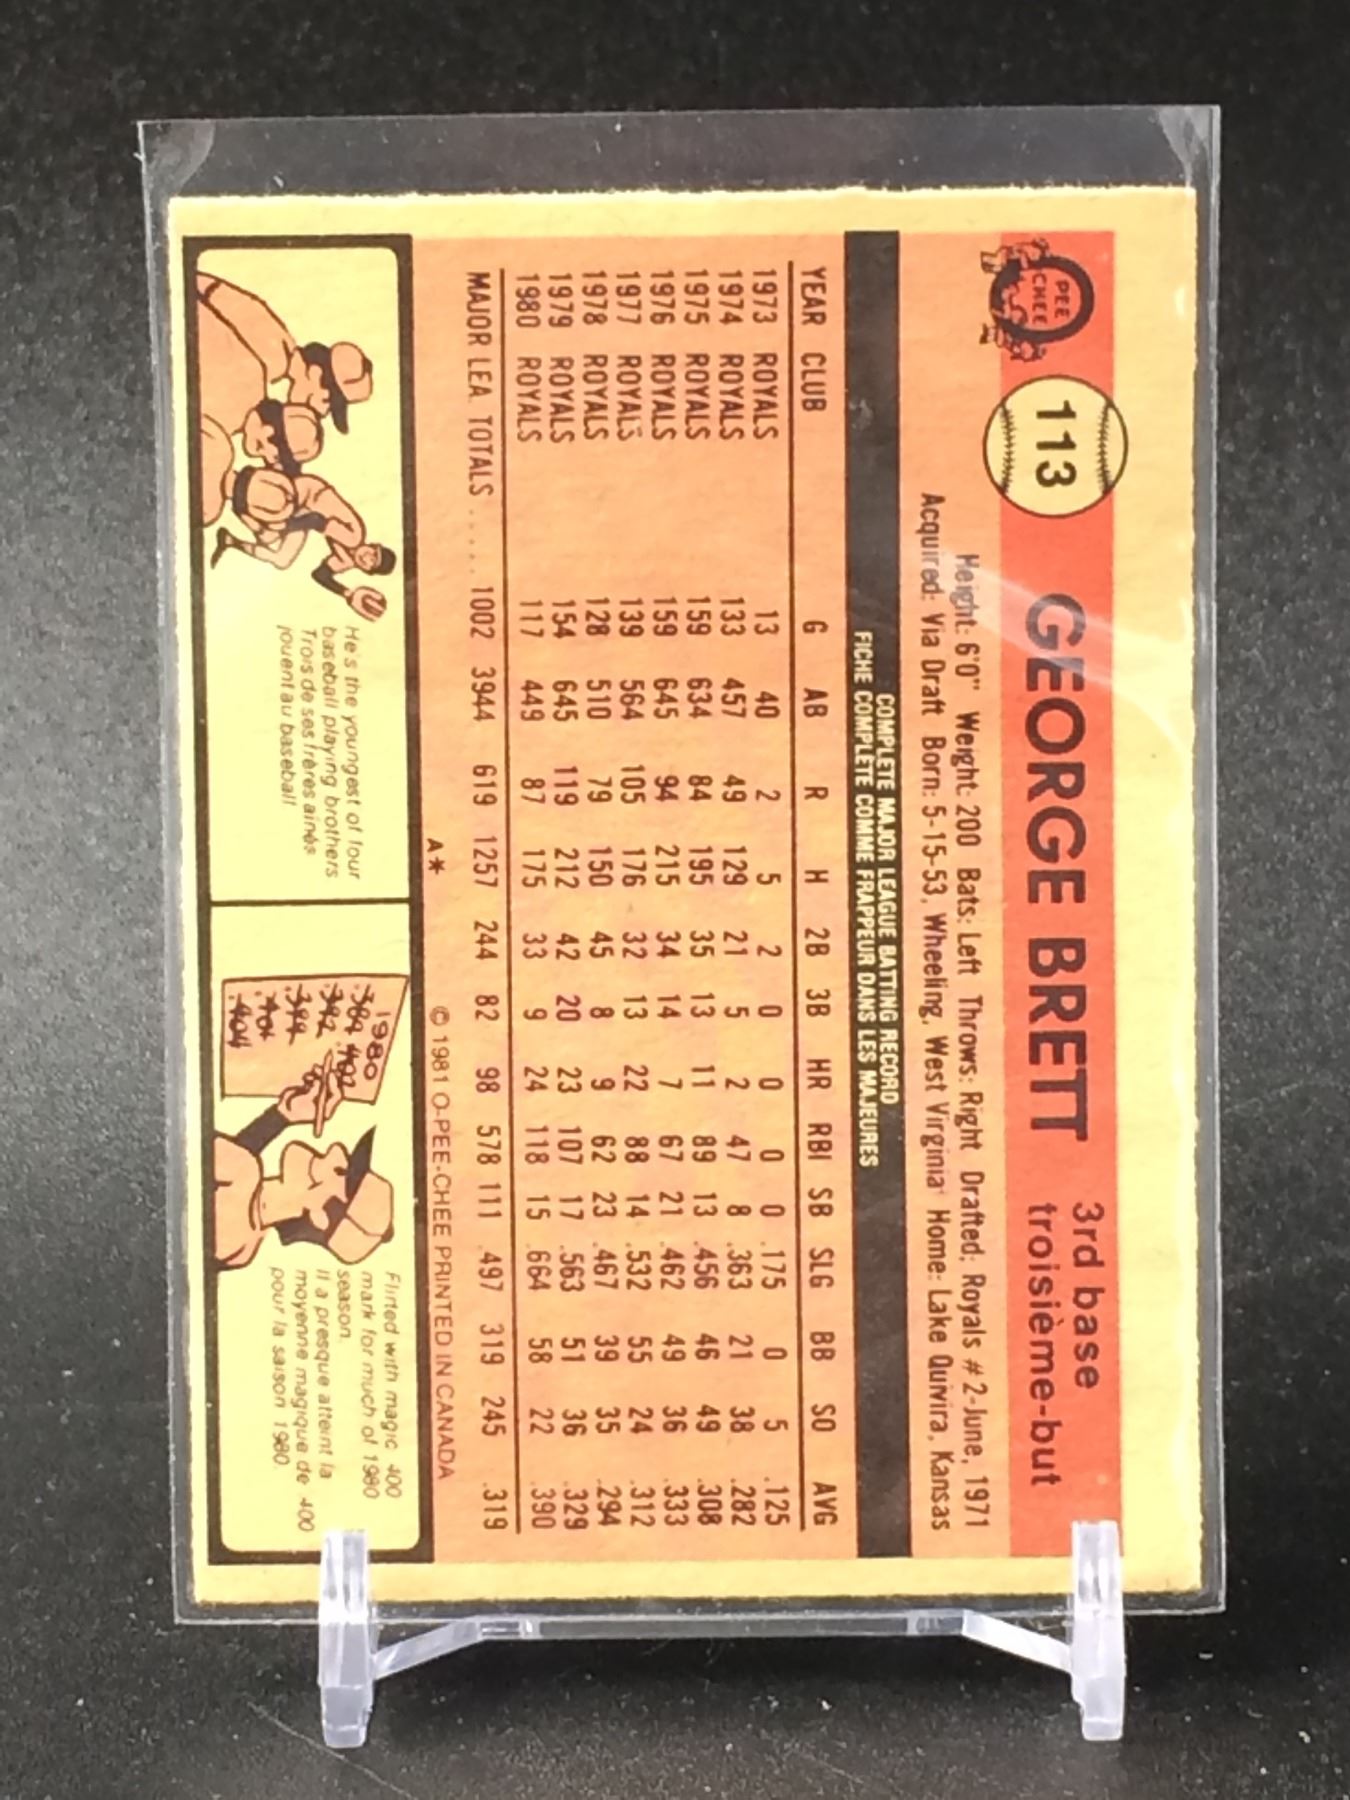 O
PEE
CHEE
113
GEORGE BRETT
3rd base
troisième-but
Height: 6'0" Weight: 200 Bats: Left Throws: Right Drafted: Royals #2-June, 1971
Acquired: Via Draft Born: 5-15-53, Wheeling, West Virginia Home: Lake Quivira, Kansas
COMPLETE MAJOR LEAGUE BATTING RECORD
FICHE COMPLETE COMME FRAPPEUR DANS LES MAJEURES
YEAR CLUB G AB R H 2B 3B HR RBI SB SLG BB SO AVG
1973 ROYALS 13 40 2 5 2 0 0 0 0 .175 0 5 .125
1974 ROYALS 133 457 49 129 21 5 2 47 8 .363 21 38 .282
1975 ROYALS 159 634 84 195 35 13 11 89 13 .456 46 49 .308
1976 ROYALS 159 645 94 215 34 14 7 67 21 .462 49 36 .333
1977 ROYALS 139 564 105 176 32 13 22 88 14 .532 55 24 .312
1978 ROYALS 128 510 79 150 45 8 9 62 23 .467 39 35 .294
1979 ROYALS 154 645 119 212 42 20 23 107 17 .563 51 36 .329
1980 ROYALS 117 449 87 175 33 9 24 118 15 .664 58 22 .390
MAJOR LEA. TOTALS ..... 1002 3944 619 1257 244 82 98 578 111 .497 319 245 .319
A* © 1981 O-PEE-CHEE PRINTED IN CANADA
He's the youngest of four
baseball playing brothers
Trois de ses frères ainés
jouent au baseball
1980
.389 .402
.392
.399
.401
.404
Flirted with magic .400
mark for much of 1980
season.
Il a presque atteint la
moyenne magique de .400
pour la saison 1980.